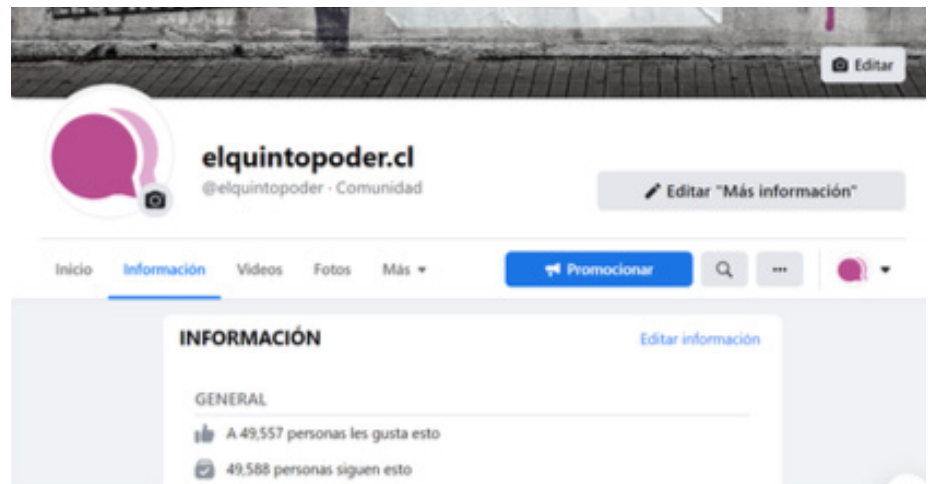 Editar
elquintopoder.cl
@elquintopoder · Comunidad
Editar "Más información"
Inicio Información Videos Fotos Más Promocionar
INFORMACIÓN Editar información
GENERAL
A 49,557 personas les gusta esto
49,588 personas siguen esto